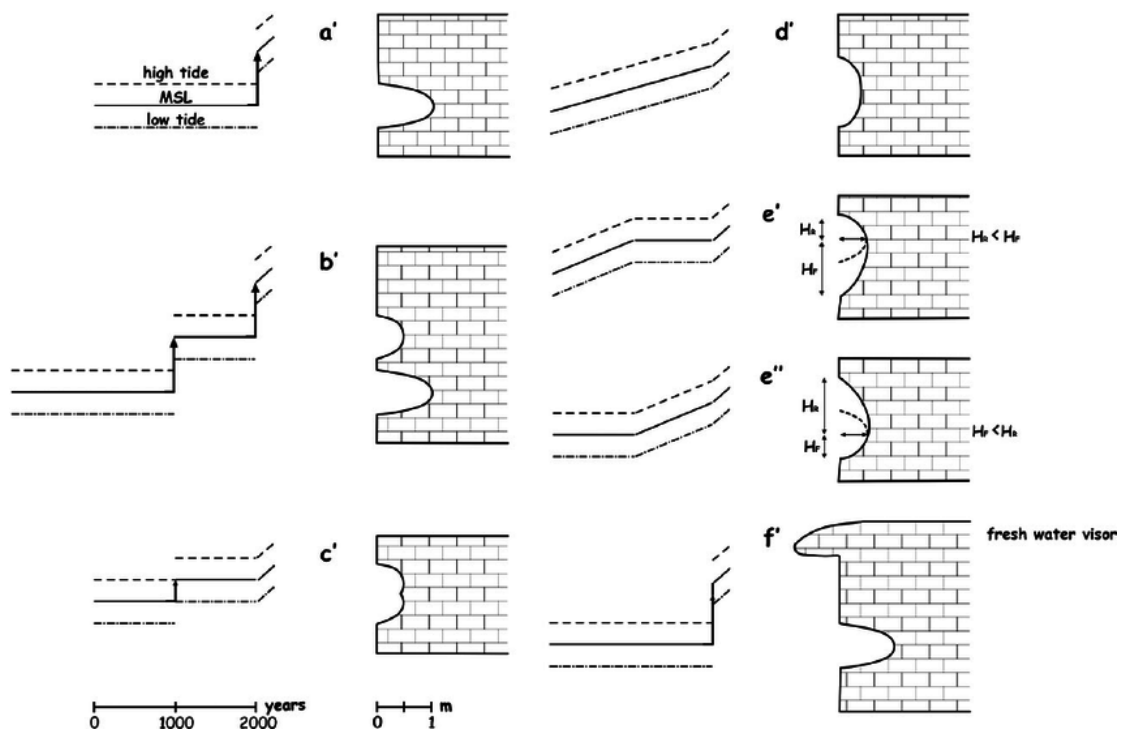 a'
high tide
MSL
low tide
d'
b'
e'
HR
HF
HR < HF
e''
HR
HF
HF < HR
c'
f'
fresh water visor
years
0 1000 2000
m
0 1